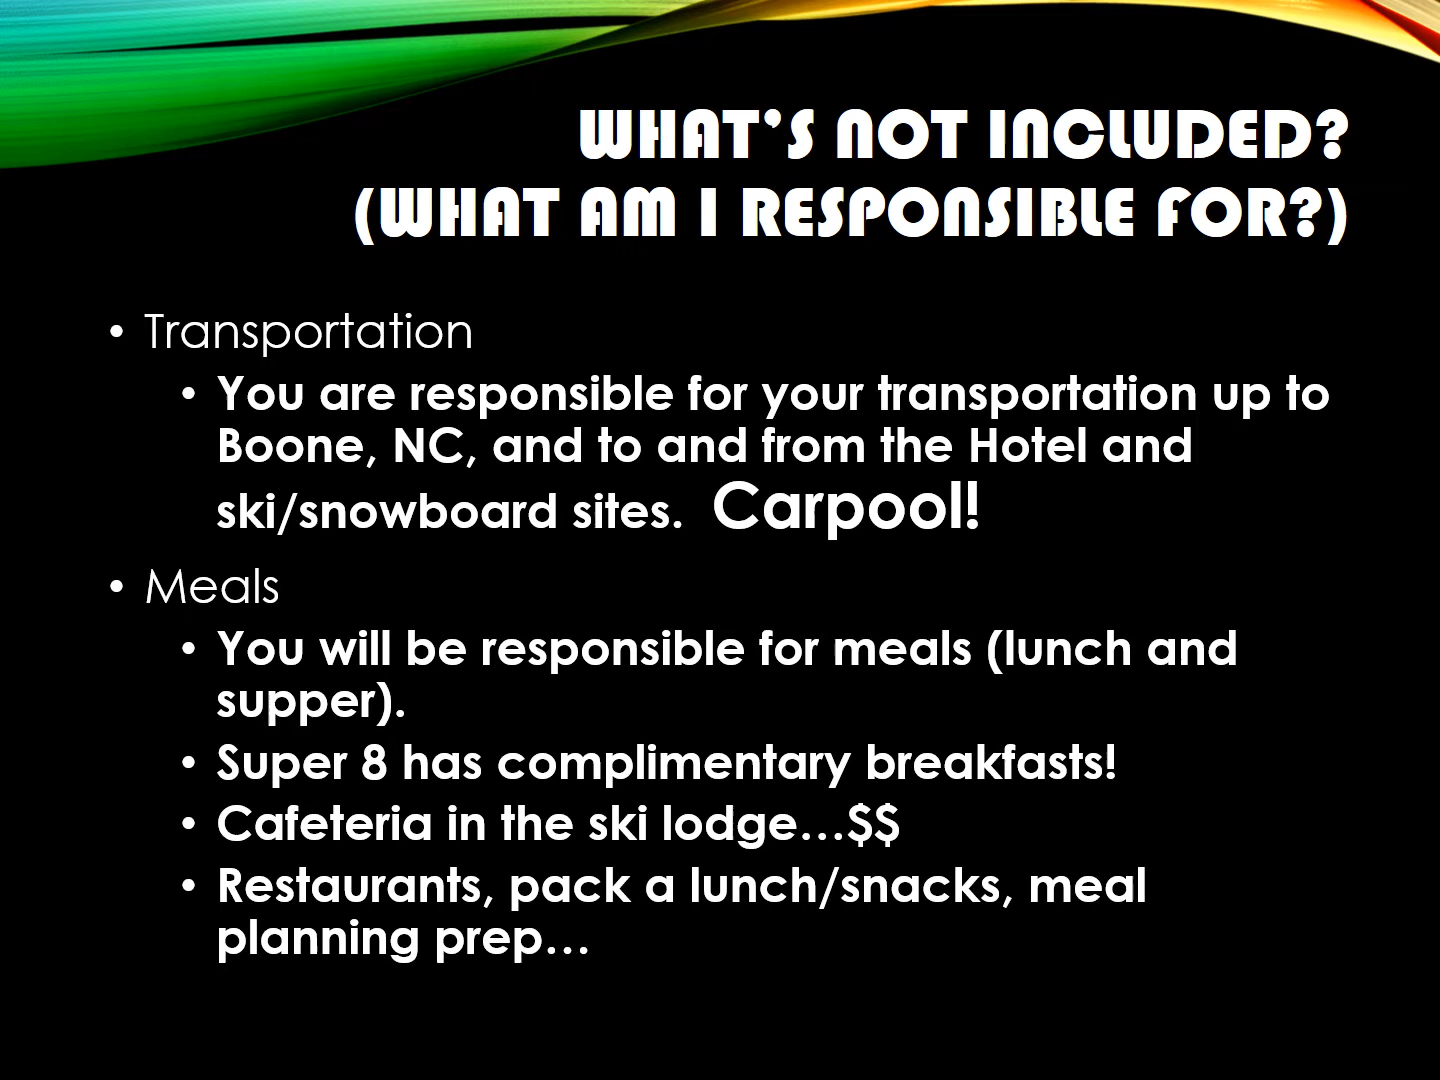 WHAT'S NOT INCLUDED?
(WHAT AM I RESPONSIBLE FOR?)
• Transportation
• You are responsible for your transportation up to
Boone, NC, and to and from the Hotel and
ski/snowboard sites.  Carpool!
• Meals
• You will be responsible for meals (lunch and
supper).
• Super 8 has complimentary breakfasts!
• Cafeteria in the ski lodge…$$
• Restaurants, pack a lunch/snacks, meal
planning prep…